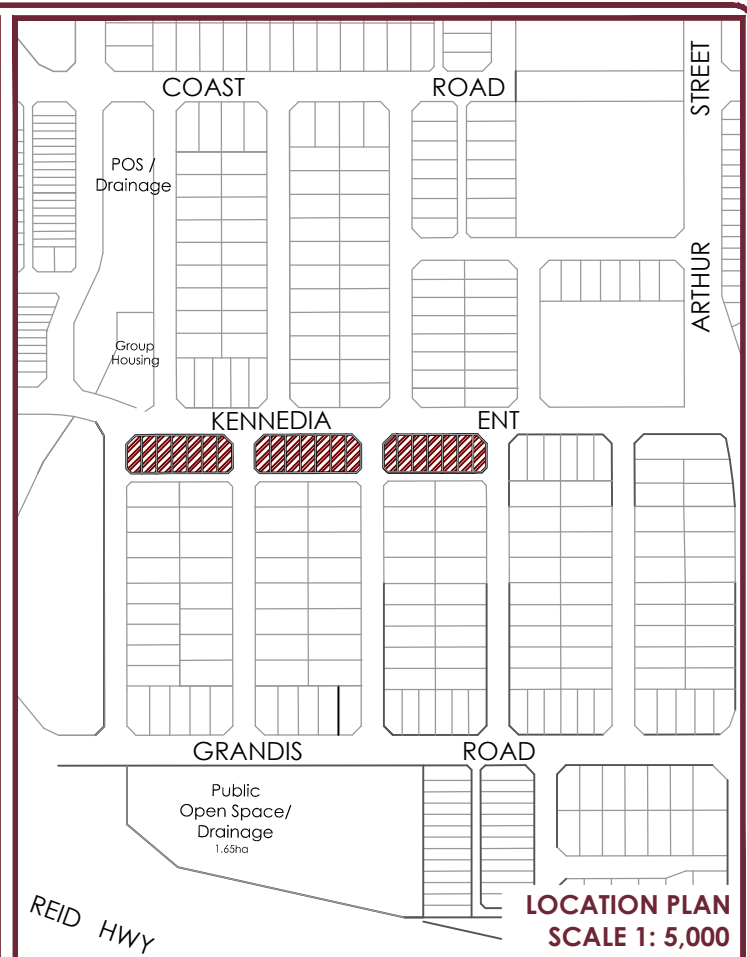 COAST ROAD
STREET
POS /
Drainage
ARTHUR
Group
Housing
KENNEDIA ENT
GRANDIS ROAD
Public
Open Space/
Drainage
1.65ha
REID HWY
LOCATION PLAN
SCALE 1: 5,000